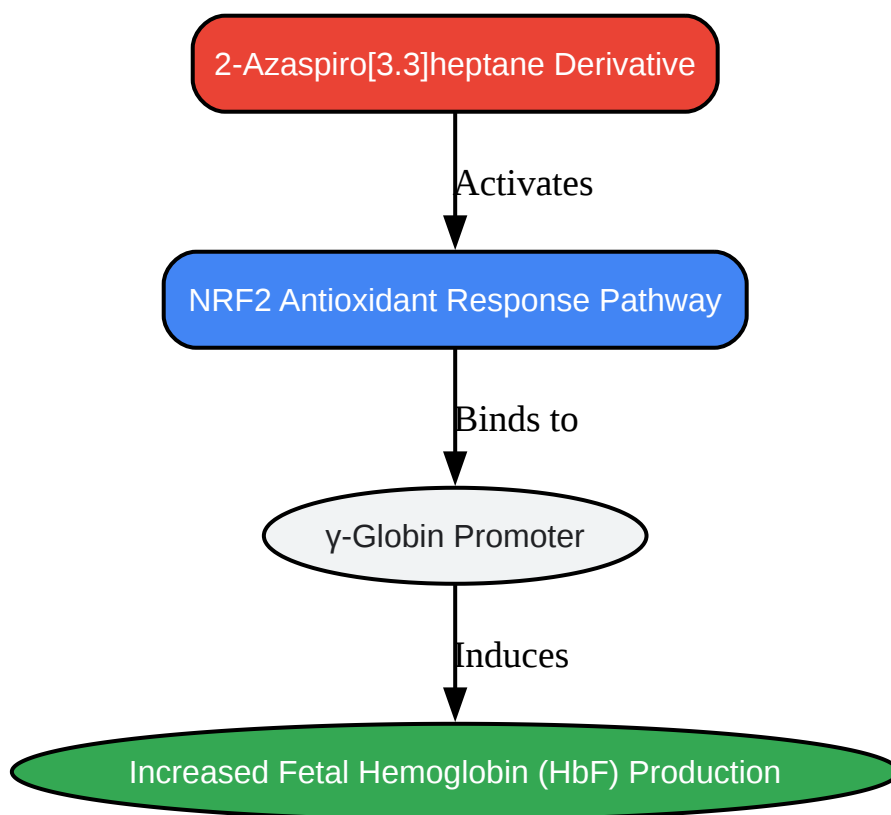 2-Azaspiro[3.3]heptane Derivative
Activates
NRF2 Antioxidant Response Pathway
Binds to
γ-Globin Promoter
Induces
Increased Fetal Hemoglobin (HbF) Production